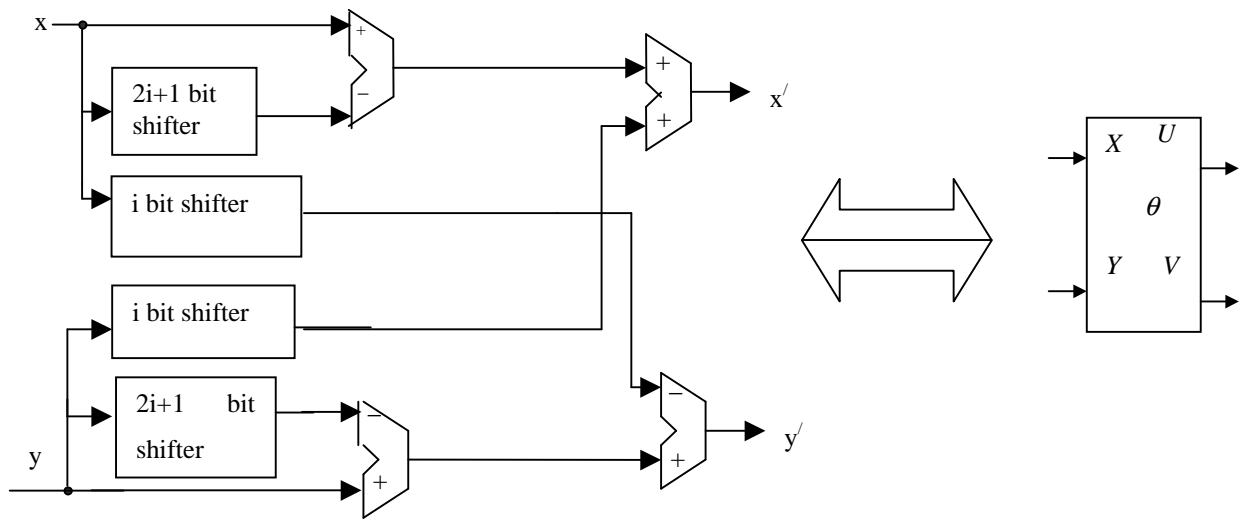 x
+
−
2i+1 bit
shifter
i bit shifter
i bit shifter
2i+1 bit
shifter
y
−
+
+
+
x/
−
+
y/
X U
θ
Y V